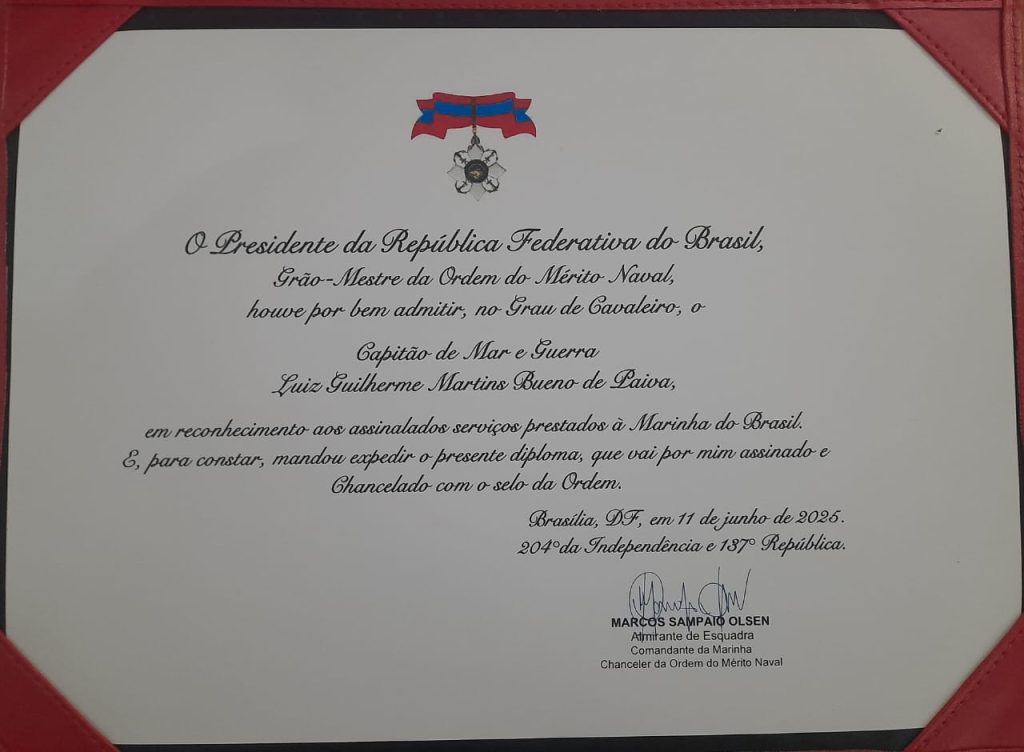 O Presidente da República Federativa do Brasil,
Grão-Mestre da Ordem do Mérito Naval,
houve por bem admitir, no Grau de Cavaleiro, o
Capitão de Mar e Guerra
Luiz Guilherme Martins Bueno de Paiva,
em reconhecimento aos assinalados serviços prestados à Marinha do Brasil.
E, para constar, mandou expedir o presente diploma, que vai por mim assinado e
Chancelado com o selo da Ordem.
Brasília, DF, em 11 de junho de 2025.
204º da Independência e 137º República.
MARCOS SAMPAIO OLSEN
Almirante de Esquadra
Comandante da Marinha
Chanceler da Ordem do Mérito Naval